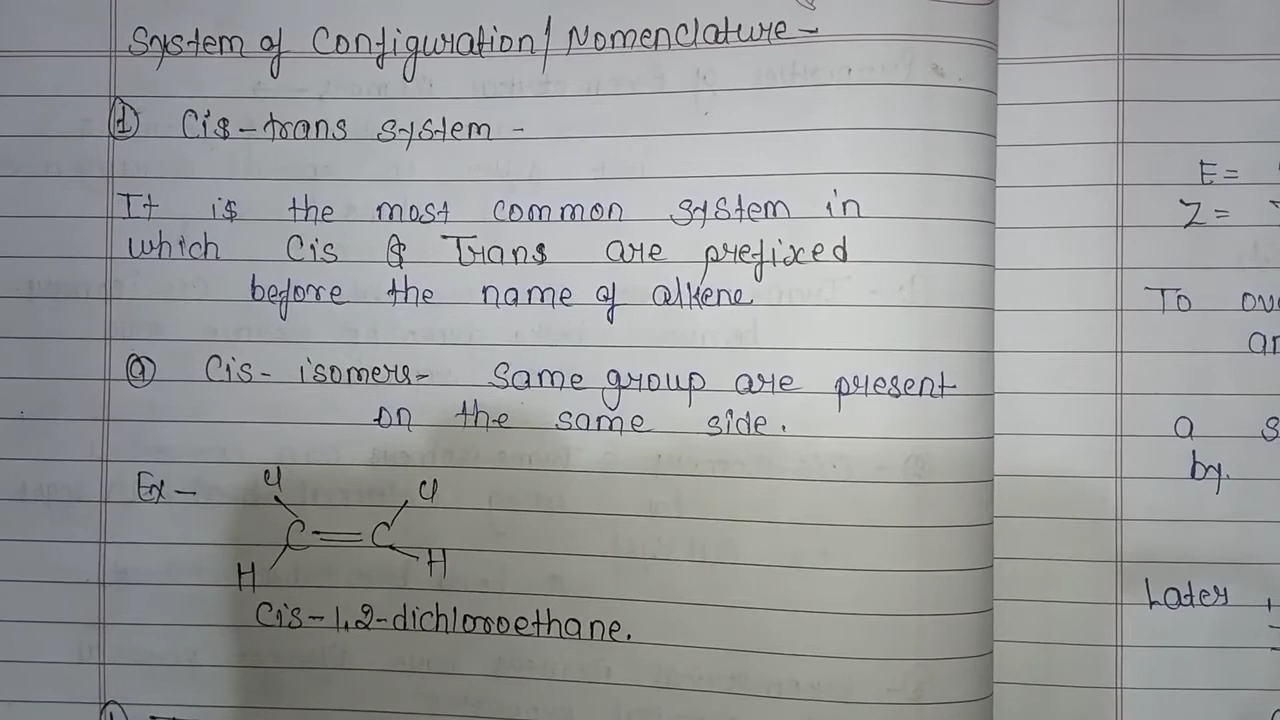 System of Configuration/Nomenclature-
① Cis-trans system -
It is the most common system in
which Cis & Trans are prefixed
before the name of alkene
ⓐ Cis- isomers- Same group are present
on the same side.
Ex- Cl Cl
C=C
H H
Cis-1,2-dichloroethane.
E=
Z=
To
a
by.
Later,